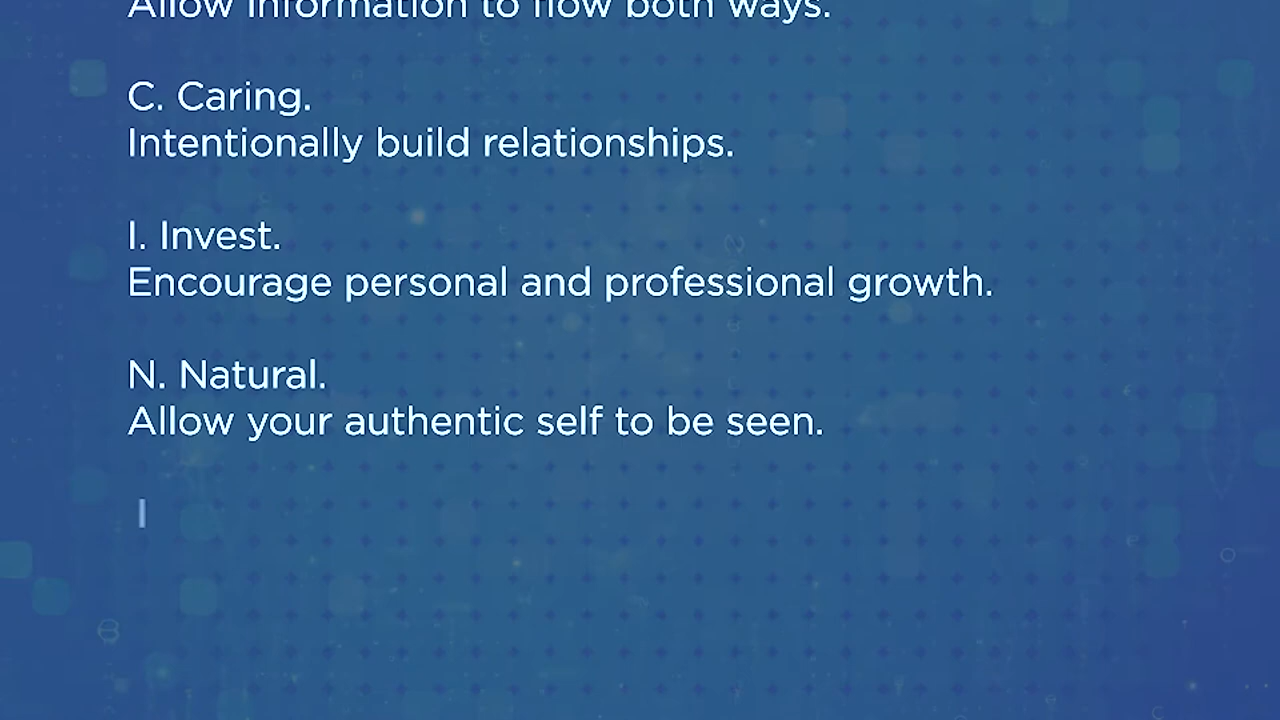 Allow information to flow both ways.
C. Caring.
Intentionally build relationships.
I. Invest.
Encourage personal and professional growth.
N. Natural.
Allow your authentic self to be seen.